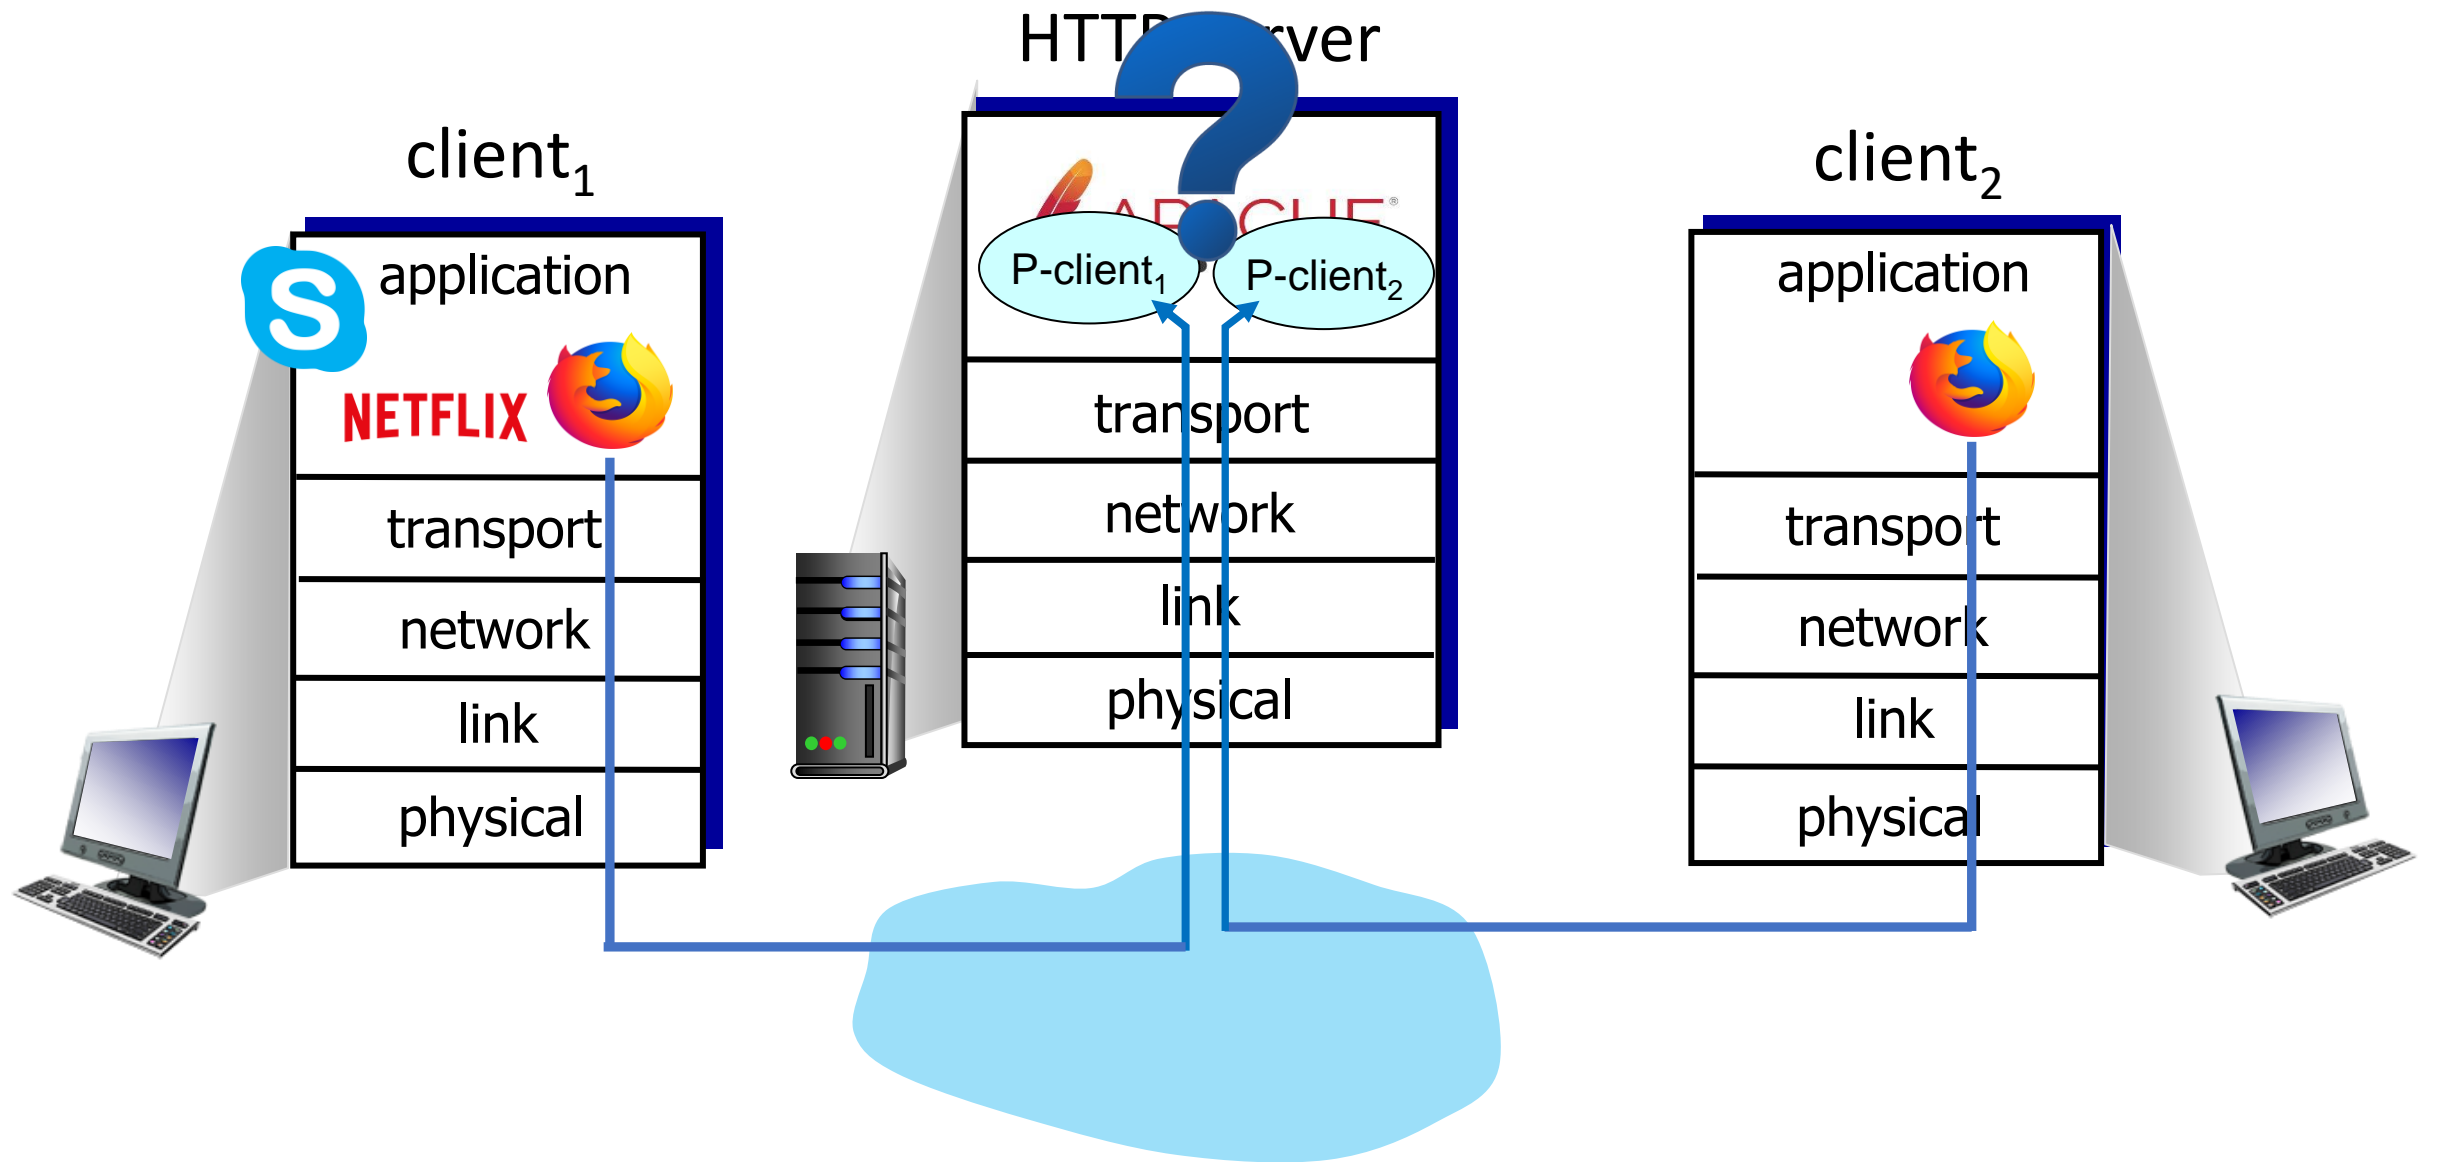 client1
application
NETFLIX
transport
network
link
physical
P-client1
P-client2
transport
network
link
physical
client2
application
transport
network
link
physical